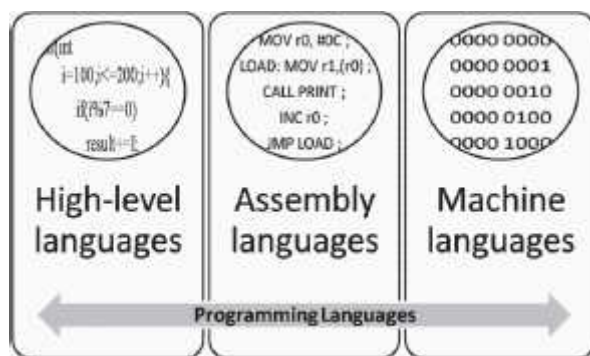 i=100;i<=200;i++){
if(i%7==0)
MOV r0, #0C ;
LOAD: MOV r1,(r0) ;
CALL PRINT ;
INC r0 ;
JMP LOAD ;
0000 0000
0000 0001
0000 0010
0000 0100
0000 1000
High-level
languages
Assembly
languages
Machine
languages
Programming Languages